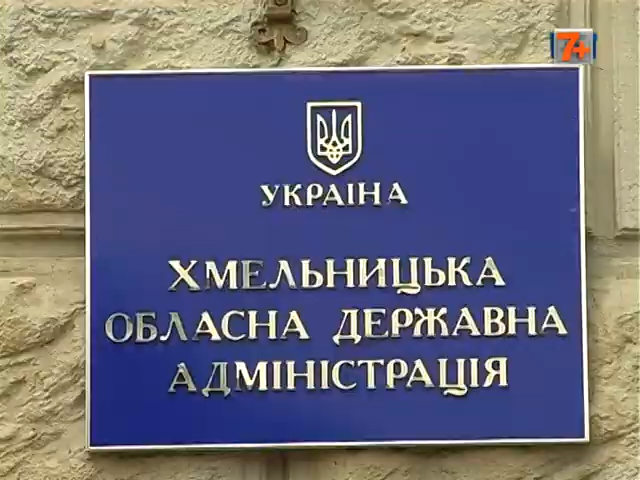 7+
УКРАЇНА
ХМЕЛЬНИЦЬКА
ОБЛАСНА ДЕРЖАВНА
АДМІНІСТРАЦІЯ